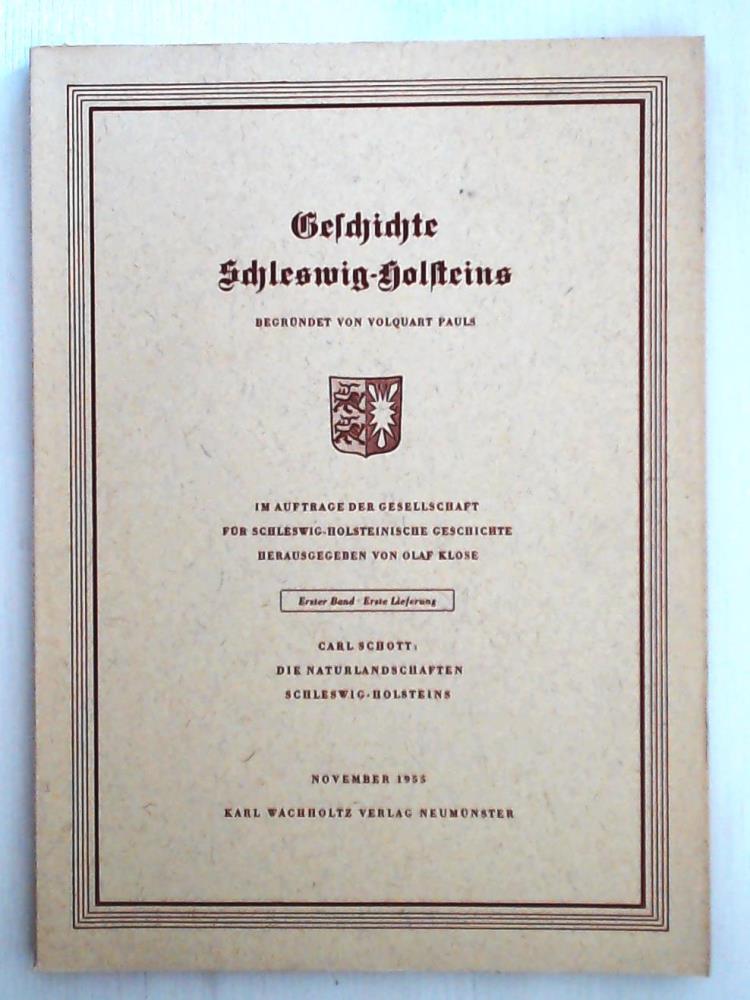 Geschichte
Schleswig-Holsteins
BEGRÜNDET VON VOLQUART PAULS
IM AUFTRAGE DER GESELLSCHAFT
FÜR SCHLESWIG-HOLSTEINISCHE GESCHICHTE
HERAUSGEGEBEN VON OLAF KLOSE
Erster Band · Erste Lieferung
CARL SCHOTT:
DIE NATURLANDSCHAFTEN
SCHLESWIG-HOLSTEINS
NOVEMBER 1955
KARL WACHHOLTZ VERLAG NEUMÜNSTER